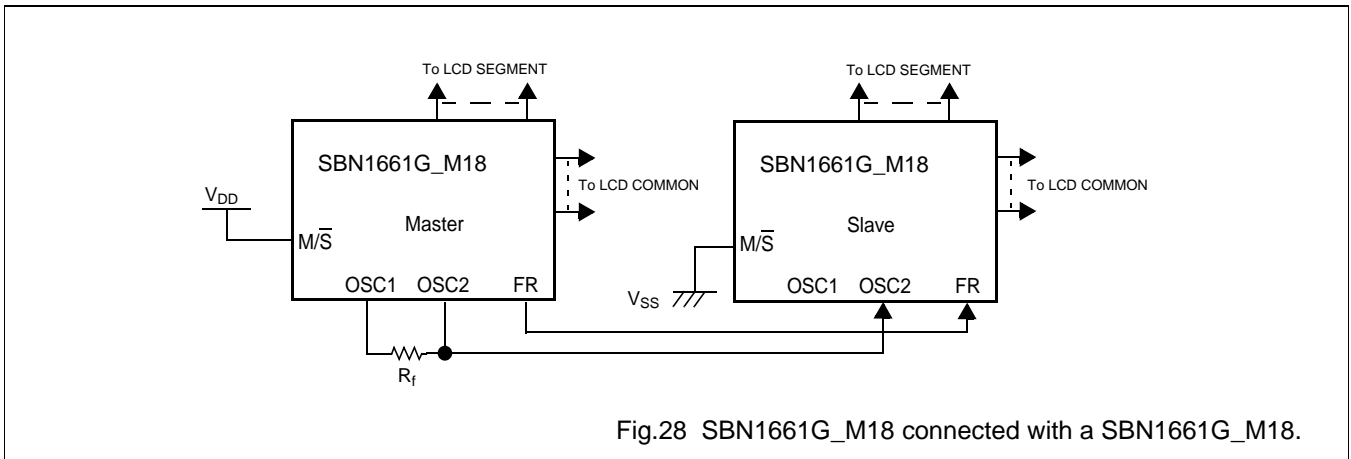 To LCD SEGMENT
To LCD SEGMENT
SBN1661G_M18
SBN1661G_M18
To LCD COMMON
To LCD COMMON
VDD
Master
Slave
M/S̅
M/S̅
OSC1 OSC2 FR
OSC1 OSC2 FR
VSS
Rf
Fig.28 SBN1661G_M18 connected with a SBN1661G_M18.